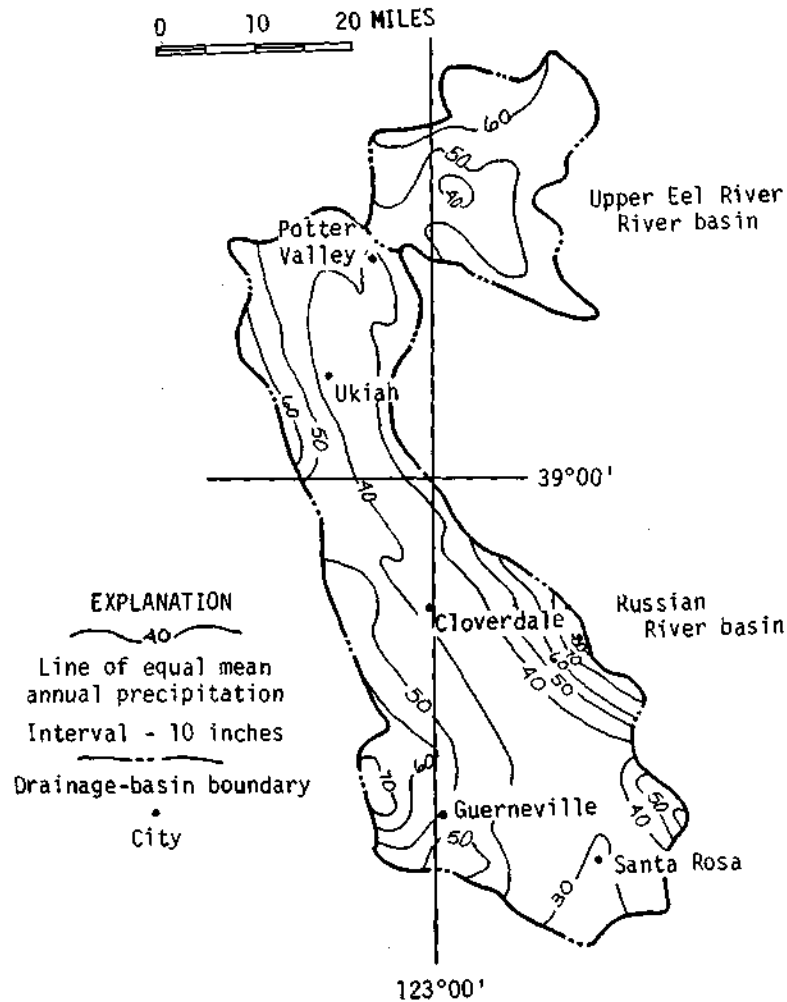 0 10 20 MILES
60
50
40
Upper Eel River
River basin
Potter
Valley
Ukiah
60
50
39°00'
40
EXPLANATION
40
Line of equal mean
annual precipitation
Interval - 10 inches
Drainage-basin boundary
City
Russian
River basin
Cloverdale
80
70
60
50
40
50
60
70
Guerneville
50
50
40
Santa Rosa
30
123°00'